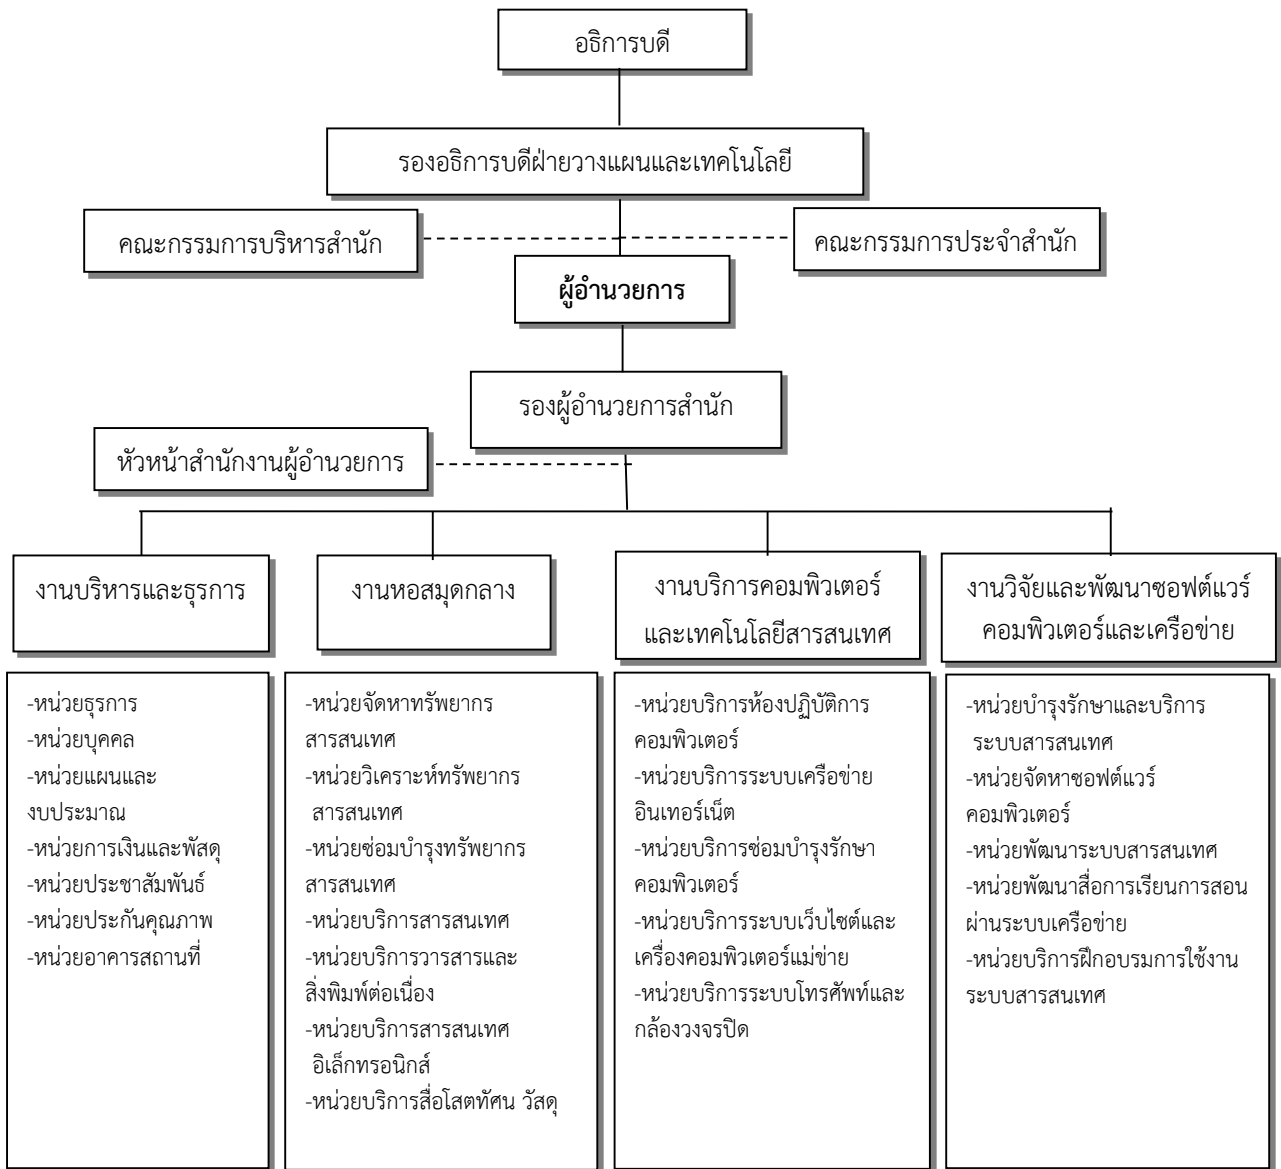 อธิการบดี
รองอธิการบดีฝ่ายวางแผนและเทคโนโลยี
คณะกรรมการบริหารสำนัก
คณะกรรมการประจำสำนัก
ผู้อำนวยการ
รองผู้อำนวยการสำนัก
หัวหน้าสำนักงานผู้อำนวยการ
งานบริหารและธุรการ
-หน่วยธุรการ
-หน่วยบุคคล
-หน่วยแผนและ
งบประมาณ
-หน่วยการเงินและพัสดุ
-หน่วยประชาสัมพันธ์
-หน่วยประกันคุณภาพ
-หน่วยอาคารสถานที่
งานหอสมุดกลาง
-หน่วยจัดหาทรัพยากร
สารสนเทศ
-หน่วยวิเคราะห์ทรัพยากร
สารสนเทศ
-หน่วยซ่อมบำรุงทรัพยากร
สารสนเทศ
-หน่วยบริการสารสนเทศ
-หน่วยบริการวารสารและ
สิ่งพิมพ์ต่อเนื่อง
-หน่วยบริการสารสนเทศ
อิเล็กทรอนิกส์
-หน่วยบริการสื่อโสตทัศน วัสดุ
งานบริการคอมพิวเตอร์
และเทคโนโลยีสารสนเทศ
-หน่วยบริการห้องปฏิบัติการ
คอมพิวเตอร์
-หน่วยบริการระบบเครือข่าย
อินเทอร์เน็ต
-หน่วยบริการซ่อมบำรุงรักษา
คอมพิวเตอร์
-หน่วยบริการระบบเว็บไซต์และ
เครื่องคอมพิวเตอร์แม่ข่าย
-หน่วยบริการระบบโทรศัพท์และ
กล้องวงจรปิด
งานวิจัยและพัฒนาซอฟต์แวร์
คอมพิวเตอร์และเครือข่าย
-หน่วยบำรุงรักษาและบริการ
ระบบสารสนเทศ
-หน่วยจัดหาซอฟต์แวร์
คอมพิวเตอร์
-หน่วยพัฒนาระบบสารสนเทศ
-หน่วยพัฒนาสื่อการเรียนการสอน
ผ่านระบบเครือข่าย
-หน่วยบริการฝึกอบรมการใช้งาน
ระบบสารสนเทศ